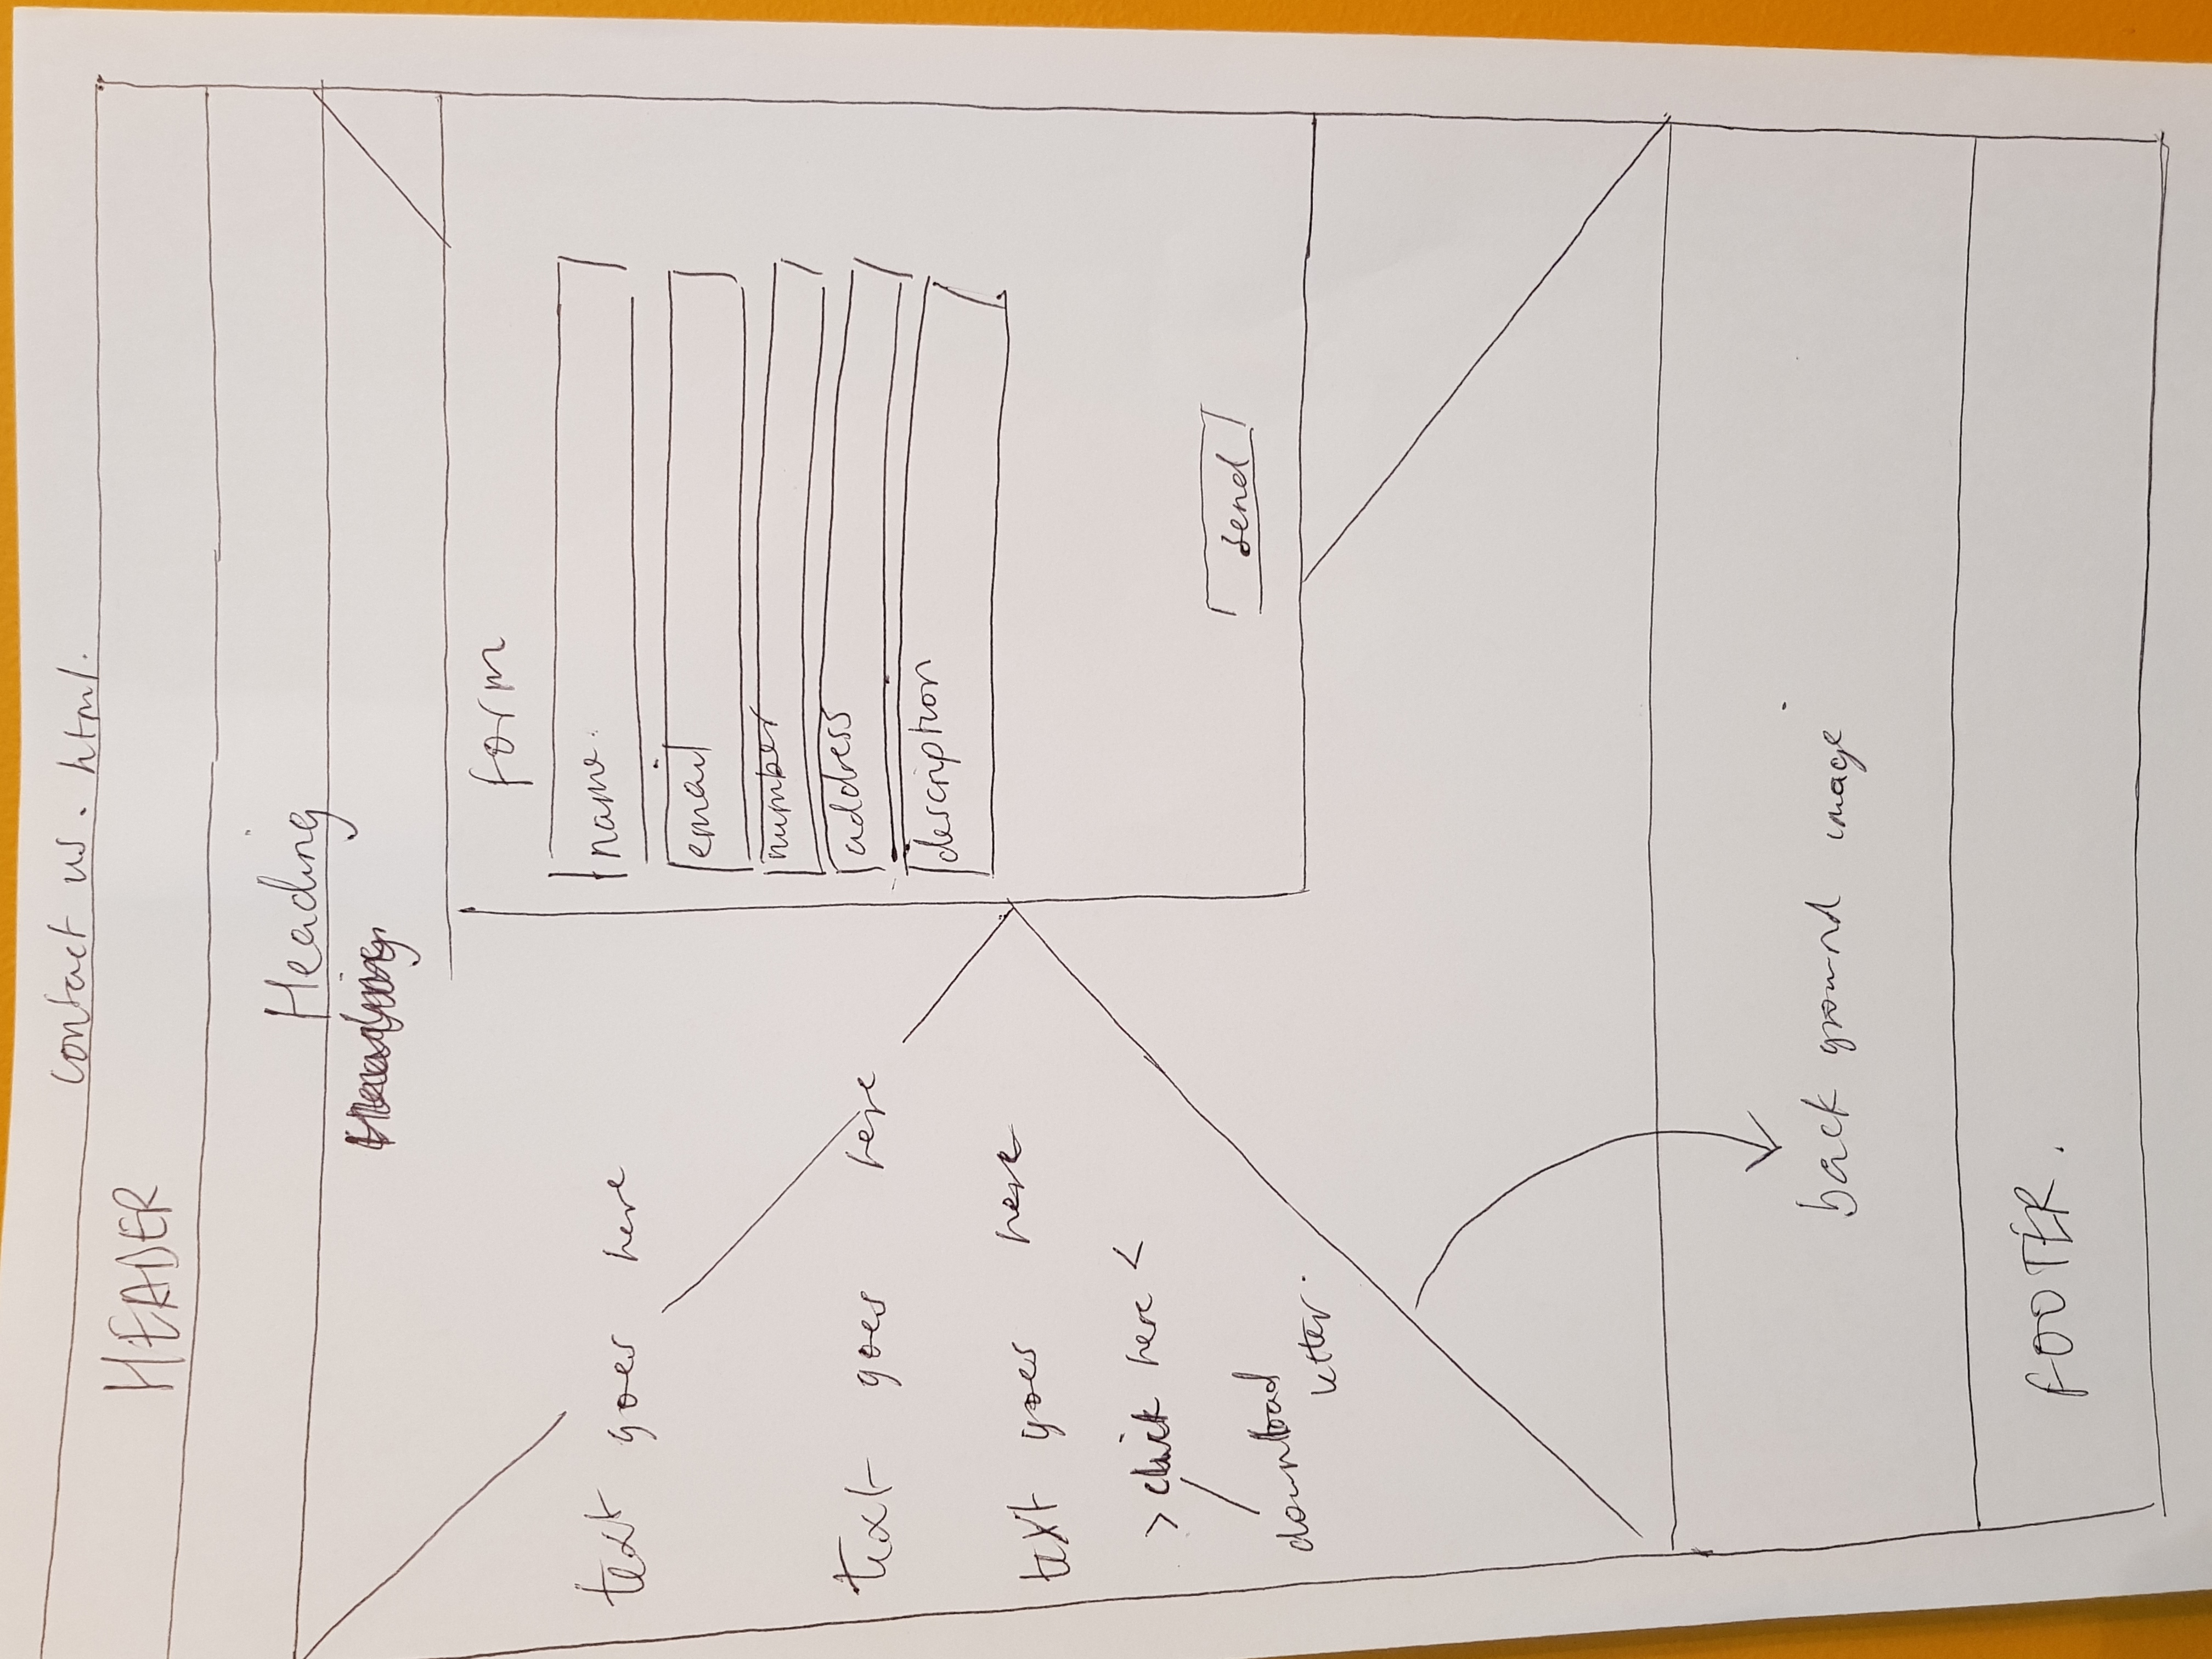 contact us. html.
HEADER
Heading
form
name.
email
number
address
description
send
text goes here
text goes here
text goes here
> click here <
download
letter.
back ground image
FOOTER.